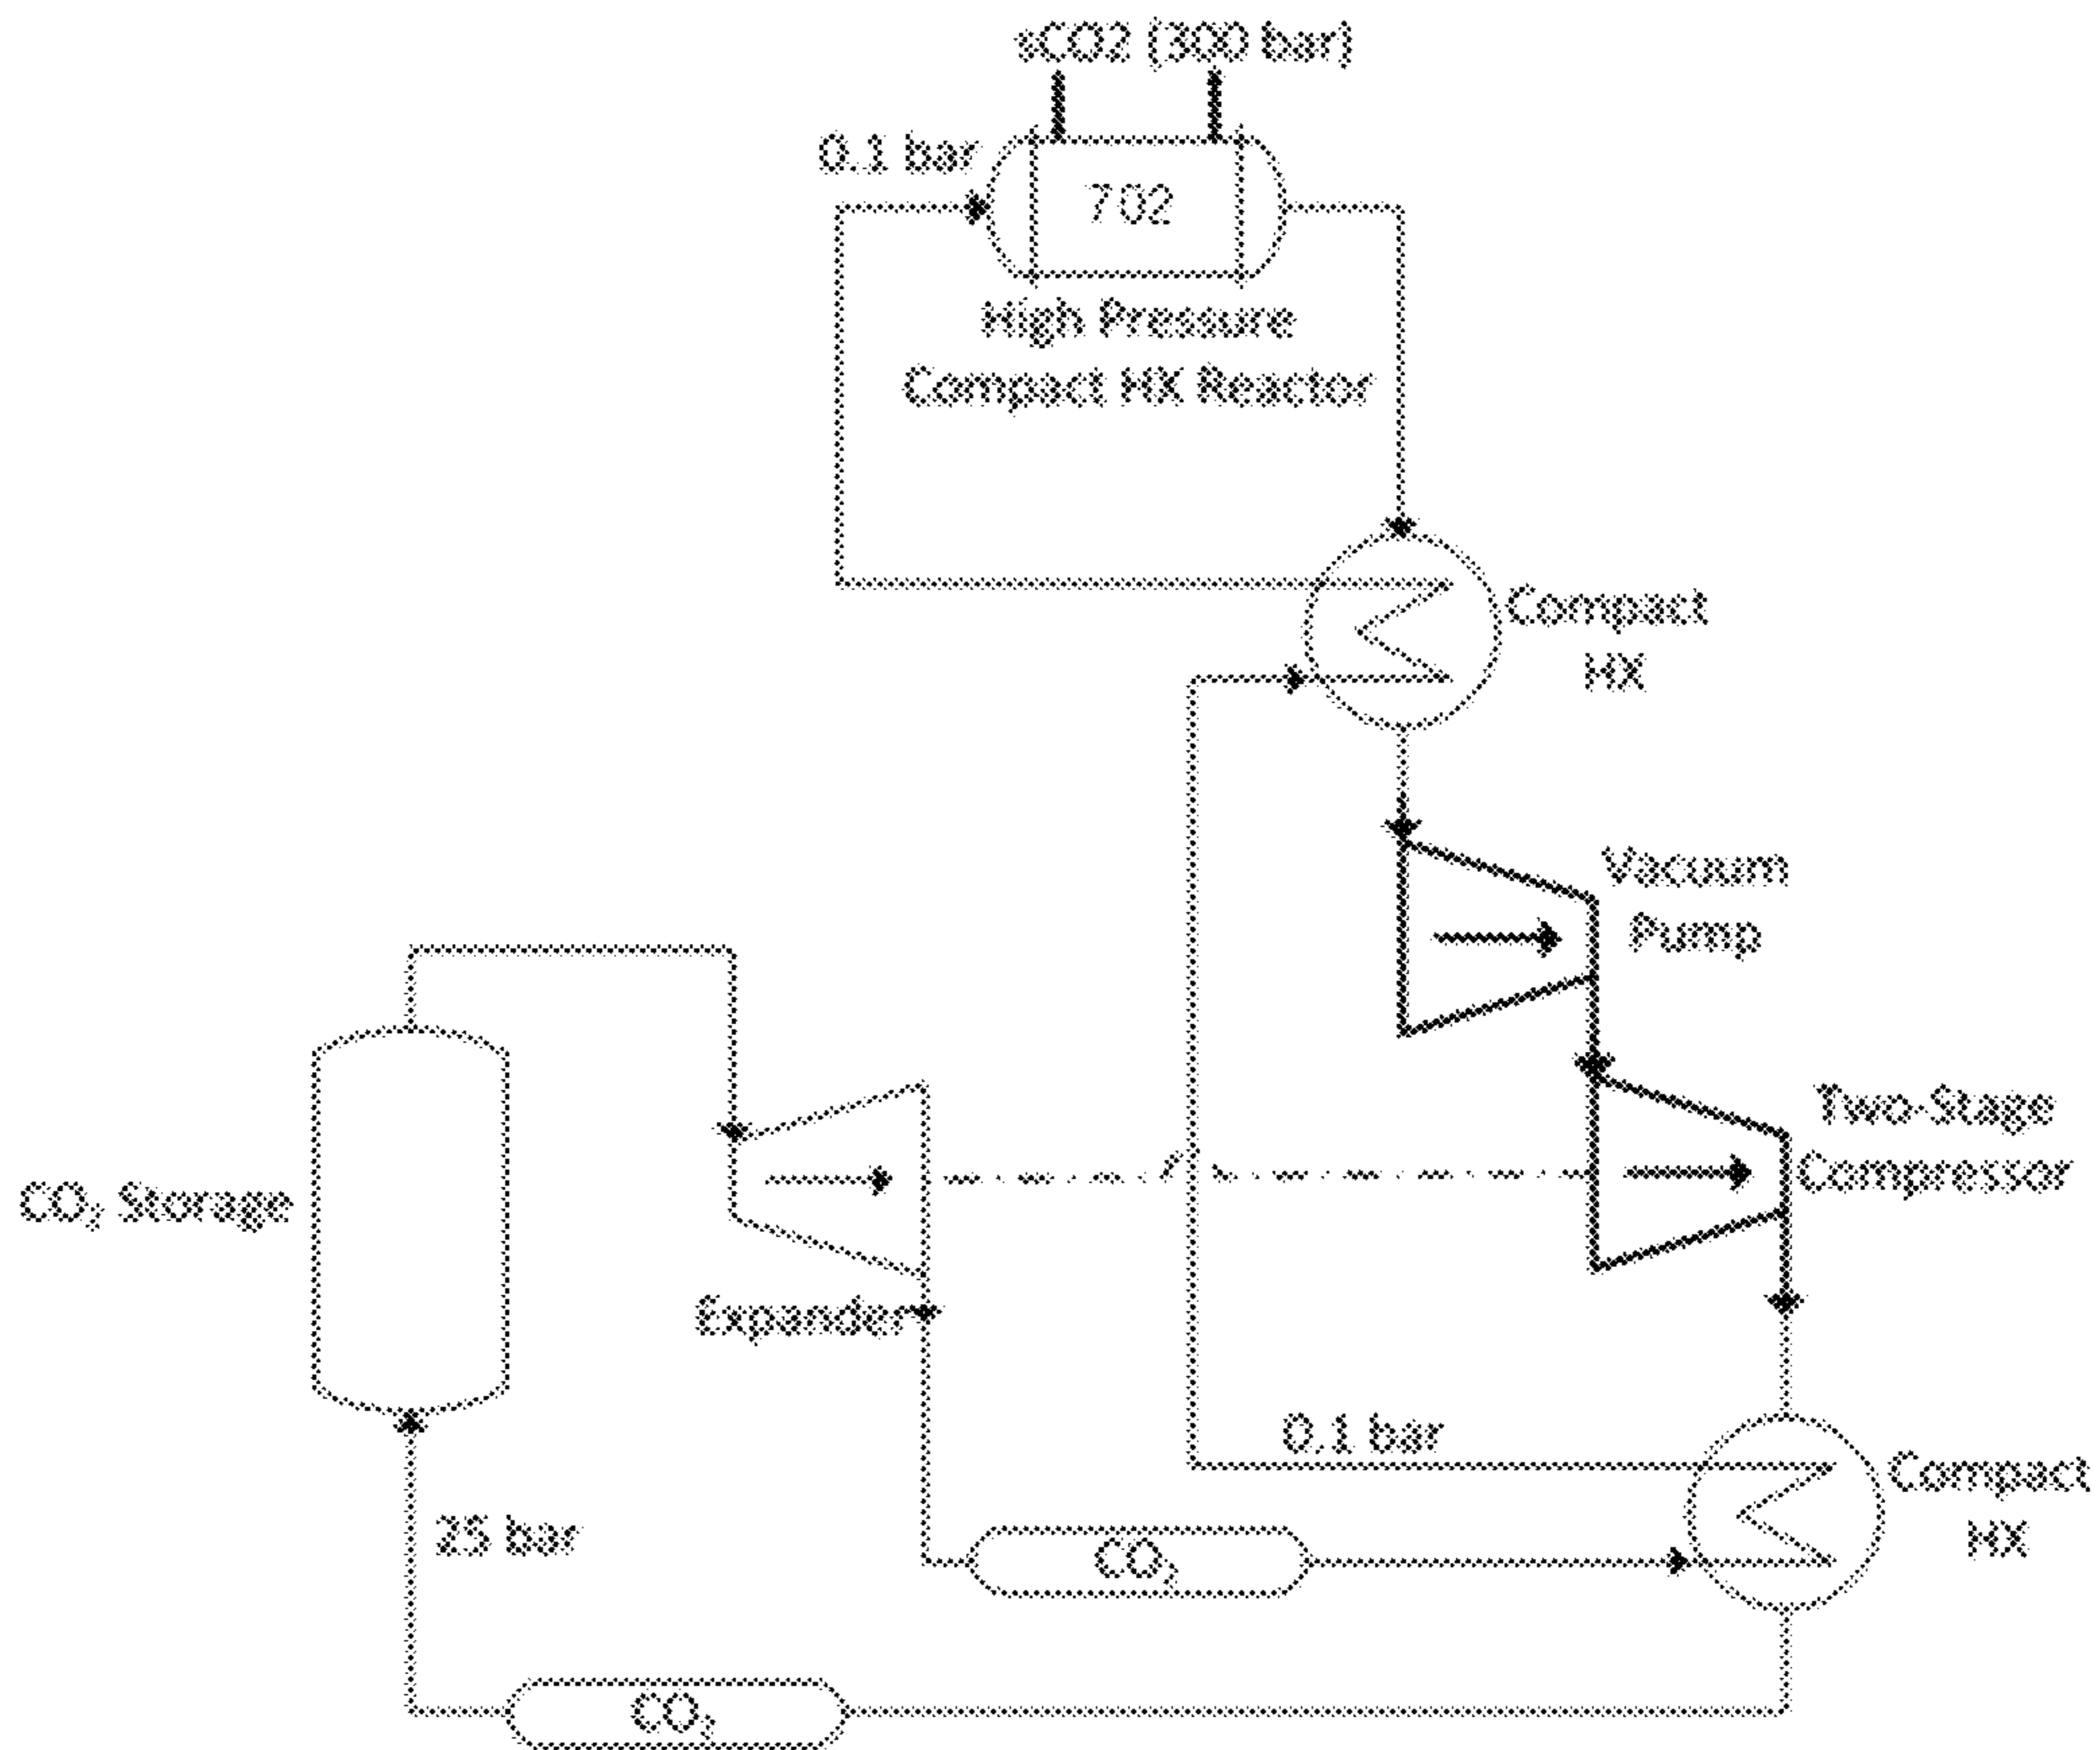 sCO2 (300 bar)
0.1 bar
702
High Pressure
Compact HX Reactor
Compact
HX
Vacuum
Pump
Two-Stage
Compressor
CO₂ Storage
Expander
0.1 bar
Compact
HX
25 bar
CO₂
CO₂